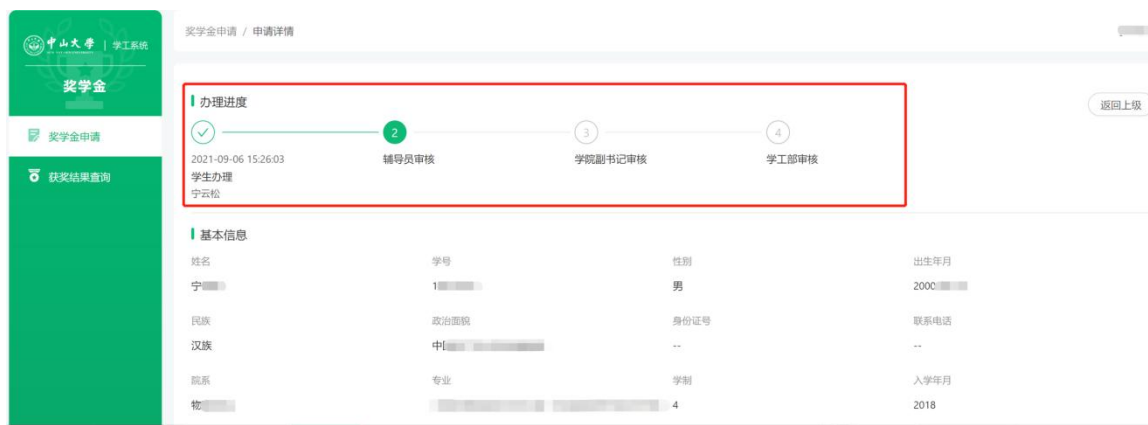 中山大学 | 学工系统
奖学金
奖学金申请
获奖结果查询
奖学金申请 / 申请详情
返回上级
办理进度
2 3 4
2021-09-06 15:26:03 辅导员审核 学院副书记审核 学工部审核
学生办理
宁云松
基本信息
姓名 学号 性别 出生年月
宁 1 男 2000
民族 政治面貌 身份证号 联系电话
汉族 中 -- --
院系 专业 学制 入学年月
物 4 2018